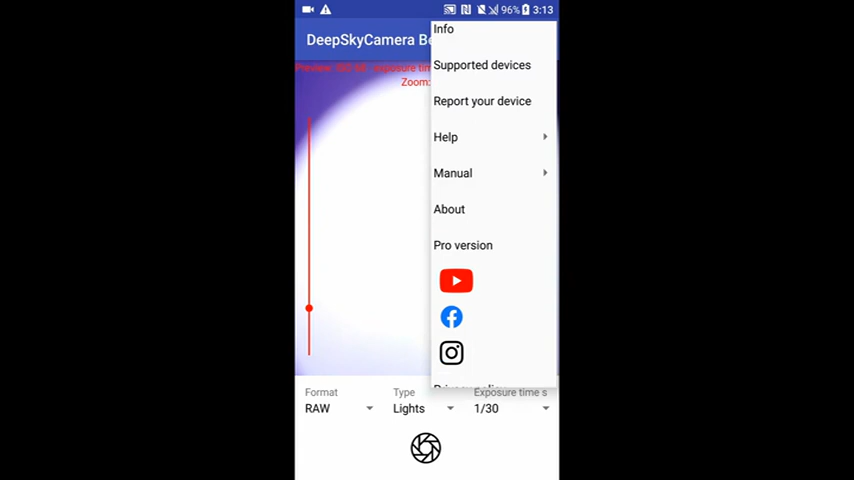 96% 3:13
DeepSkyCamera Be
Zoom:
Info
Supported devices
Report your device
Help
Manual
About
Pro version
Format
Type
Exposure time s
RAW
Lights
1/30